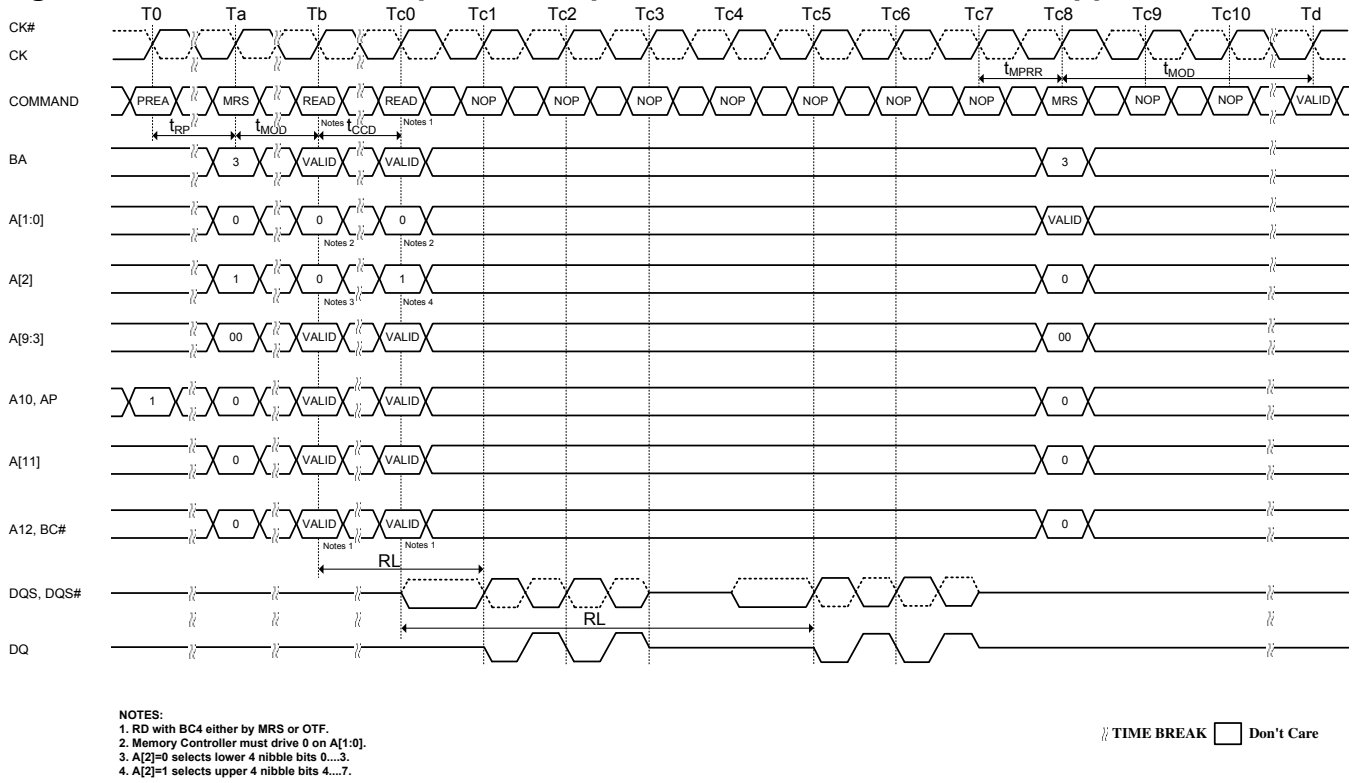 T0 Ta Tb Tc0 Tc1 Tc2 Tc3 Tc4 Tc5 Tc6 Tc7 Tc8 Tc9 Tc10 Td
CK#
CK
tMPRR tMOD
COMMAND PREA MRS READ READ NOP NOP NOP NOP NOP NOP NOP MRS NOP NOP VALID
Notes 1 Notes 1
tRP tMOD tCCD
BA 3 VALID VALID 3
A[1:0] 0 0 0 VALID
Notes 2 Notes 2
A[2] 1 0 1 0
Notes 3 Notes 4
A[9:3] 00 VALID VALID 00
A10, AP 1 0 VALID VALID 0
A[11] 0 VALID VALID 0
A12, BC# 0 VALID VALID 0
Notes 1 Notes 1
RL
DQS, DQS#
RL
DQ
NOTES:
1. RD with BC4 either by MRS or OTF.
2. Memory Controller must drive 0 on A[1:0].
3. A[2]=0 selects lower 4 nibble bits 0....3.
4. A[2]=1 selects upper 4 nibble bits 4....7.
TIME BREAK Don't Care